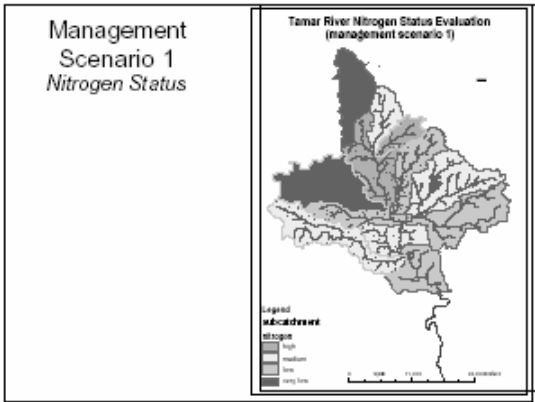 Management
Scenario 1
Nitrogen Status
Tamar River Nitrogen Status Evaluation
(management scenario 1)
Legend
subcatchment
nitrogen
high
medium
low
very low
0